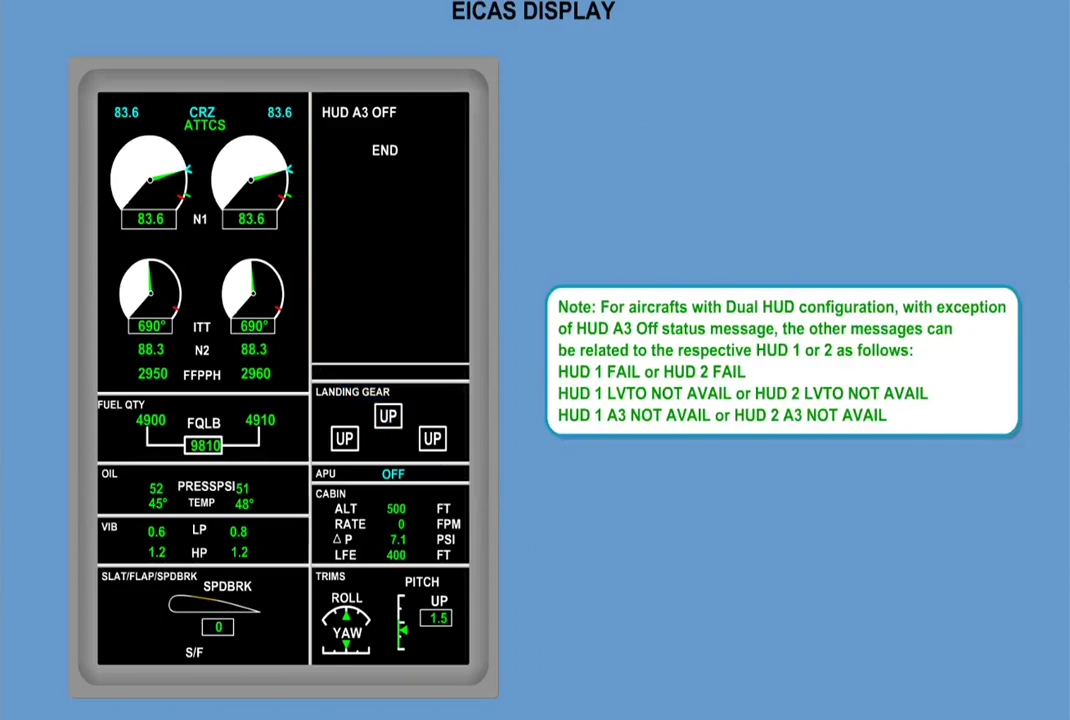 EICAS DISPLAY
83.6 CRZ 83.6
ATTCS
83.6 N1 83.6
690° ITT 690°
88.3 N2 88.3
2950 FFPPH 2960
FUEL QTY
4900 FQLB 4910
9810
OIL
52 PRESSPSI 51
45° TEMP 48°
VIB
0.6 LP 0.8
1.2 HP 1.2
SLAT/FLAP/SPDBRK
SPDBRK
0
S/F
HUD A3 OFF
END
LANDING GEAR
UP
UP UP
APU OFF
CABIN
ALT 500 FT
RATE 0 FPM
Δ P 7.1 PSI
LFE 400 FT
TRIMS
PITCH
ROLL UP
1.5
YAW
Note: For aircrafts with Dual HUD configuration, with exception
of HUD A3 Off status message, the other messages can
be related to the respective HUD 1 or 2 as follows:
HUD 1 FAIL or HUD 2 FAIL
HUD 1 LVTO NOT AVAIL or HUD 2 LVTO NOT AVAIL
HUD 1 A3 NOT AVAIL or HUD 2 A3 NOT AVAIL